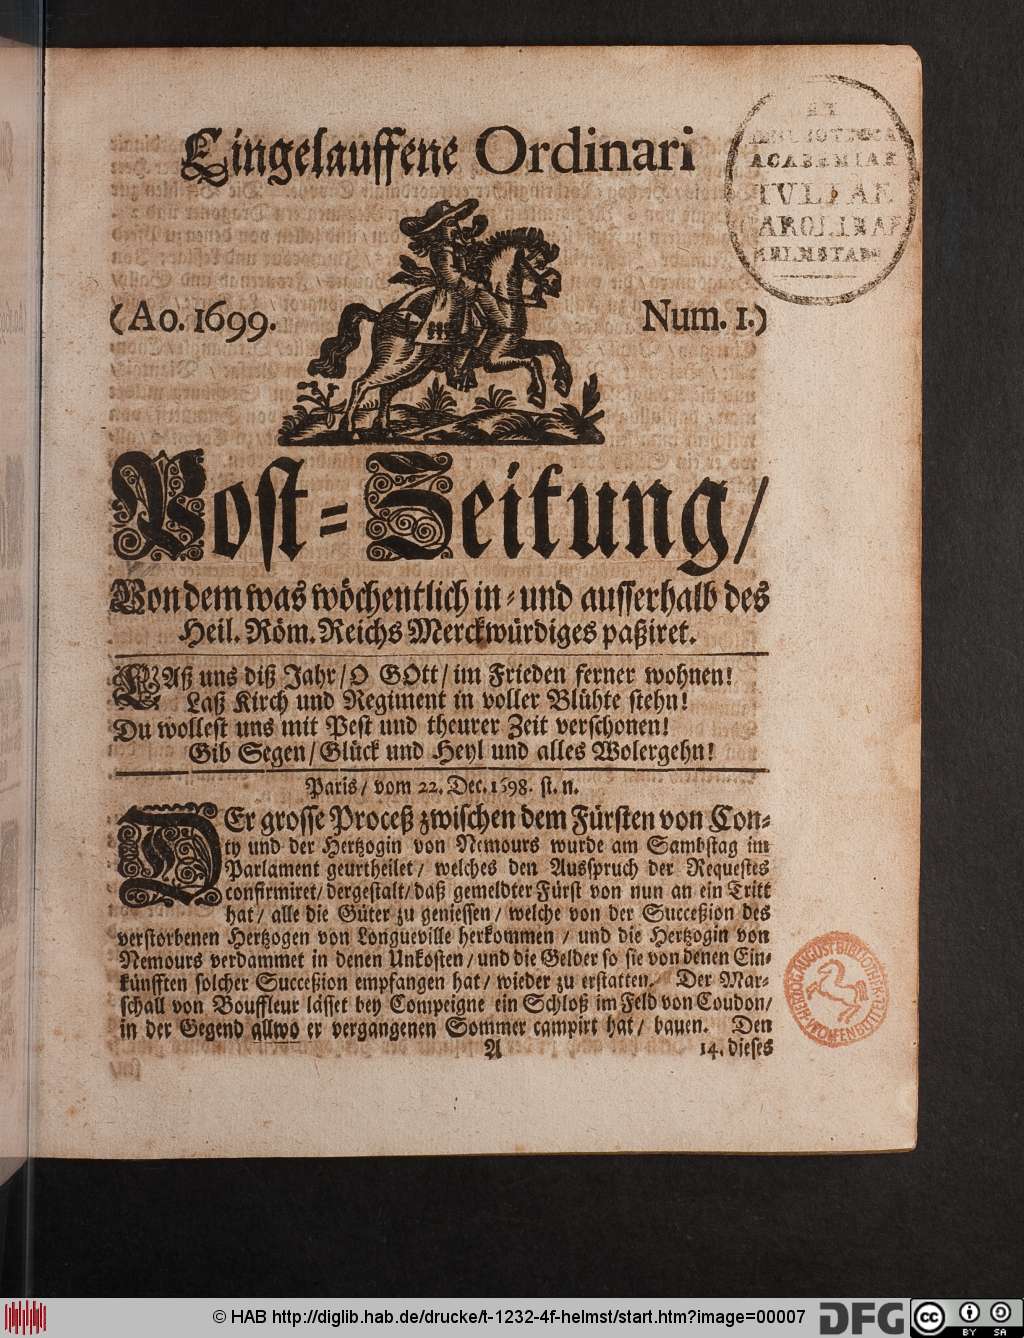 Eingelauffene Ordinari
EX
ACADEMIAE
IVLIAE
CAROLINAE
HELMSTAD
(Ao. 1699.
Num. 1.)
Post-Zeitung/
Von dem was wöchentlich in- und ausserhalb des
Heil. Röm. Reichs Merckwürdiges paßiret.
LAß uns diß Jahr/ O GOtt/ im Frieden ferner wohnen!
Laß Kirch und Regiment in voller Blühte stehn!
Du wollest uns mit Pest und theurer Zeit verschonen!
Gib Segen/ Glück und Heyl und alles Wolergehn!
Paris/ vom 22. Dec. 1698. st. n.
DEr grosse Proceß zwischen dem Fürsten von Con-
ty und der Hertzogin von Nemours wurde am Sambstag im
Parlament geurtheilet/ welches den Ausspruch der Requestes
confirmiret/ dergestalt/ daß gemeldter Fürst von nun an ein Tritt
hat/ alle die Güter zu geniessen/ welche von der Succeßion des
verstorbenen Hertzogen von Longueville herkommen / und die Hertzogin von
Nemours verdammet in denen Unkosten/ und die Gelder so sie von denen Ein-
künfften solcher Succeßion empfangen hat/ wieder zu erstatten. Der Mar-
schall von Bouffleur lässet bey Compeigne ein Schloß im Feld von Coudon/
in der Gegend allwo er vergangenen Sommer campirt hat/ bauen. Den
A 14. dieses
© HAB http://diglib.hab.de/drucke/t-1232-4f-helmst/start.htm?image=00007
DFG
cc
BY SA